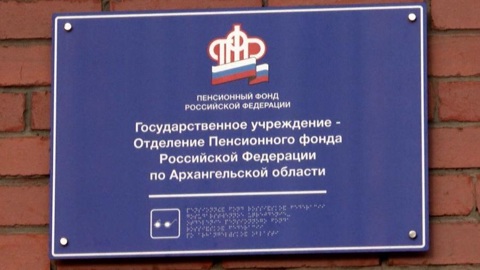 ПФР
ПЕНСИОННЫЙ ФОНД
РОССИЙСКОЙ ФЕДЕРАЦИИ
Государственное учреждение -
Отделение Пенсионного фонда
Российской Федерации
по Архангельской области